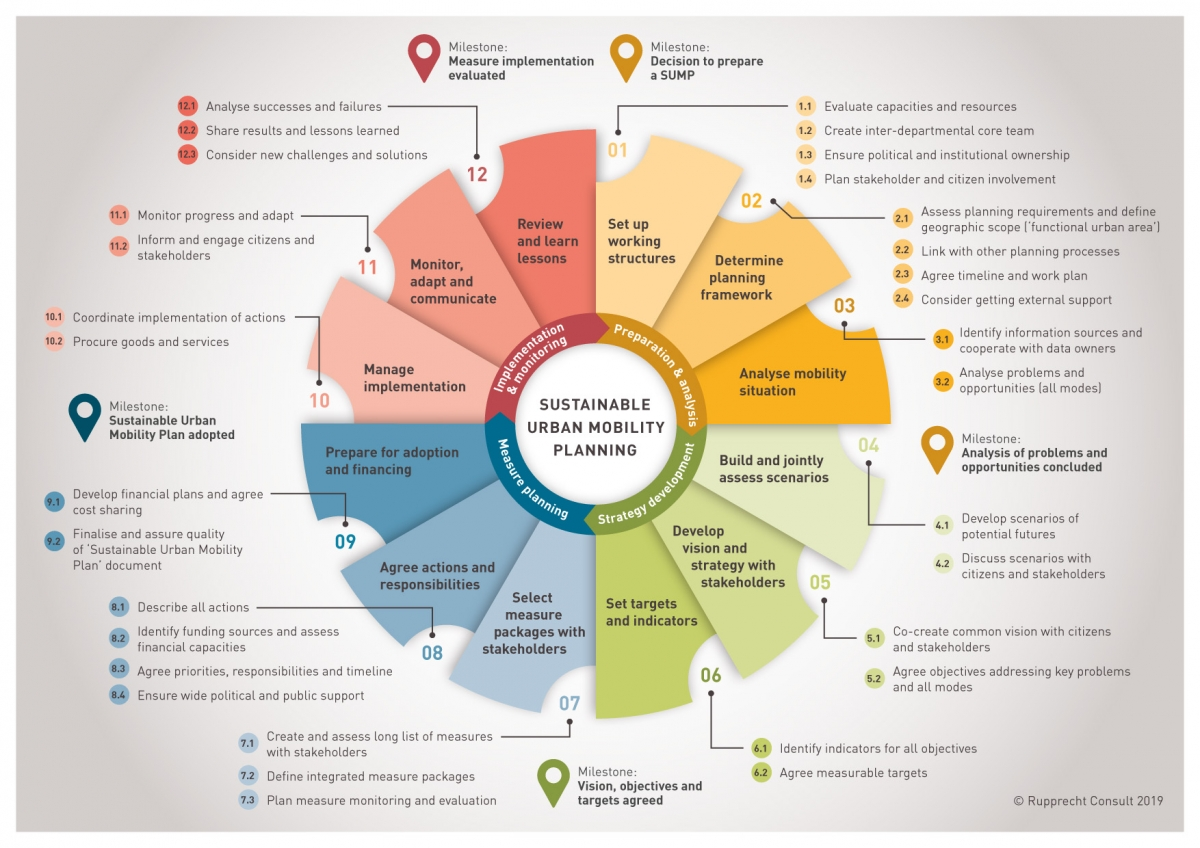 Milestone:
Measure implementation
evaluated
Milestone:
Decision to prepare
a SUMP
12.1 Analyse successes and failures
12.2 Share results and lessons learned
12.3 Consider new challenges and solutions
1.1 Evaluate capacities and resources
1.2 Create inter-departmental core team
1.3 Ensure political and institutional ownership
1.4 Plan stakeholder and citizen involvement
11.1 Monitor progress and adapt
11.2 Inform and engage citizens and
stakeholders
2.1 Assess planning requirements and define
geographic scope ('functional urban area')
2.2 Link with other planning processes
2.3 Agree timeline and work plan
2.4 Consider getting external support
10.1 Coordinate implementation of actions
10.2 Procure goods and services
3.1 Identify information sources and
cooperate with data owners
3.2 Analyse problems and
opportunities (all modes)
Milestone:
Sustainable Urban
Mobility Plan adopted
Milestone:
Analysis of problems and
opportunities concluded
9.1 Develop financial plans and agree
cost sharing
9.2 Finalise and assure quality
of 'Sustainable Urban Mobility
Plan' document
4.1 Develop scenarios of
potential futures
4.2 Discuss scenarios with
citizens and stakeholders
8.1 Describe all actions
8.2 Identify funding sources and assess
financial capacities
8.3 Agree priorities, responsibilities and timeline
8.4 Ensure wide political and public support
5.1 Co-create common vision with citizens
and stakeholders
5.2 Agree objectives addressing key problems
and all modes
7.1 Create and assess long list of measures
with stakeholders
7.2 Define integrated measure packages
7.3 Plan measure monitoring and evaluation
6.1 Identify indicators for all objectives
6.2 Agree measurable targets
Milestone:
Vision, objectives and
targets agreed
01
Set up
working
structures
02
Determine
planning
framework
03
Analyse mobility
situation
04
Build and jointly
assess scenarios
05
Develop
vision and
strategy with
stakeholders
06
Set targets
and indicators
07
Select
measure
packages with
stakeholders
08
Agree actions and
responsibilities
09
Prepare for adoption
and financing
10
Manage
implementation
11
Monitor,
adapt and
communicate
12
Review
and learn
lessons
Preparation & analysis
Strategy development
Measure planning
Implementation
& monitoring
SUSTAINABLE
URBAN MOBILITY
PLANNING
© Rupprecht Consult 2019